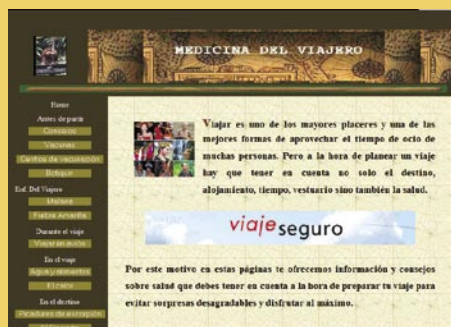 MEDICINA DEL VIAJERO
Home
Antes de partir
Consejos
Vacunas
Centros de vacunación
Botiquín
Enf. Del Viajero
Malaria
Fiebre Amarilla
Durante el viaje
Viajar en avión
En el viaje
Agua y alimentos
El calor
En el destino
Picaduras de escorpión
Viajar es uno de los mayores placeres y una de las
mejores formas de aprovechar el tiempo de ocio de
muchas personas. Pero a la hora de planear un viaje
hay que tener en cuenta no solo el destino,
alojamiento, tiempo, vestuario sino también la salud.
viaje seguro
Por este motivo en estas páginas te ofrecemos información y consejos
sobre salud que debes tener en cuenta a la hora de preparar tu viaje para
evitar sorpresas desagradables y disfrutar al máximo.